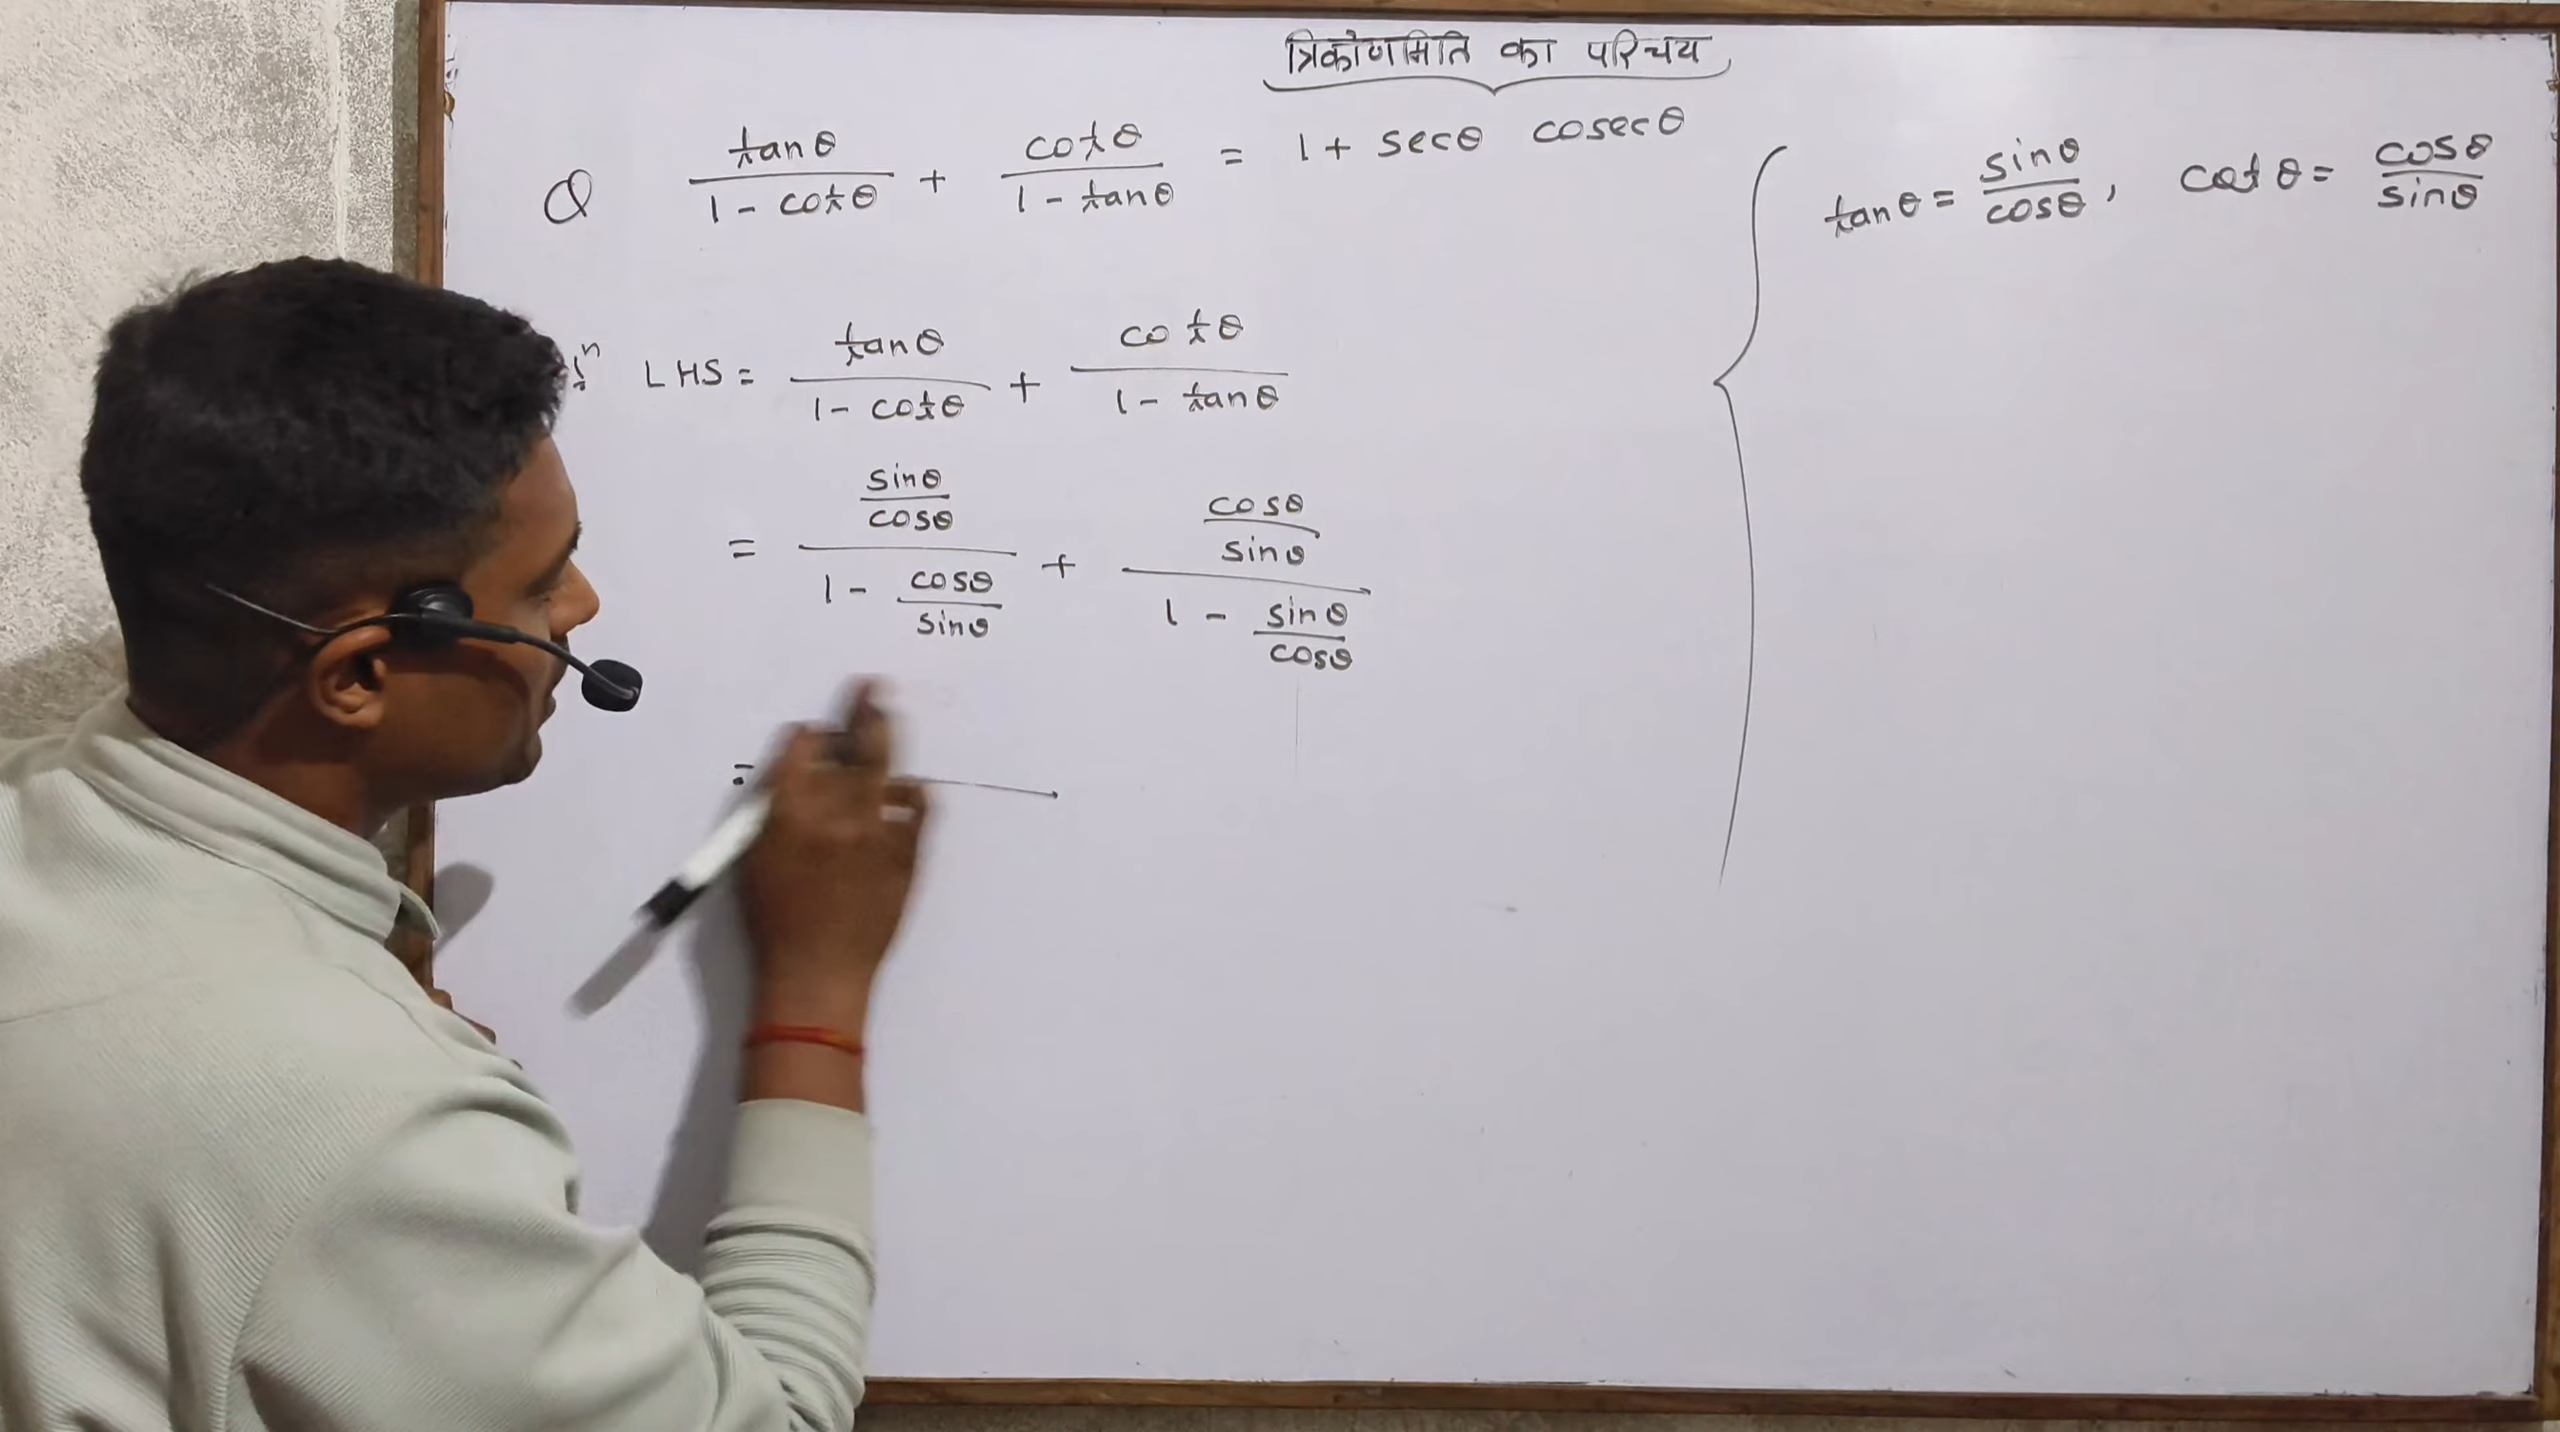 त्रिकोणमिति का परिचय
Q tanθ/(1 - cotθ) + cotθ/(1 - tanθ) = 1 + secθ cosecθ
tanθ = sinθ/cosθ, cotθ = cosθ/sinθ
LHS = tanθ/(1 - cotθ) + cotθ/(1 - tanθ)
= (sinθ/cosθ)/(1 - cosθ/sinθ) + (cosθ/sinθ)/(1 - sinθ/cosθ)
=